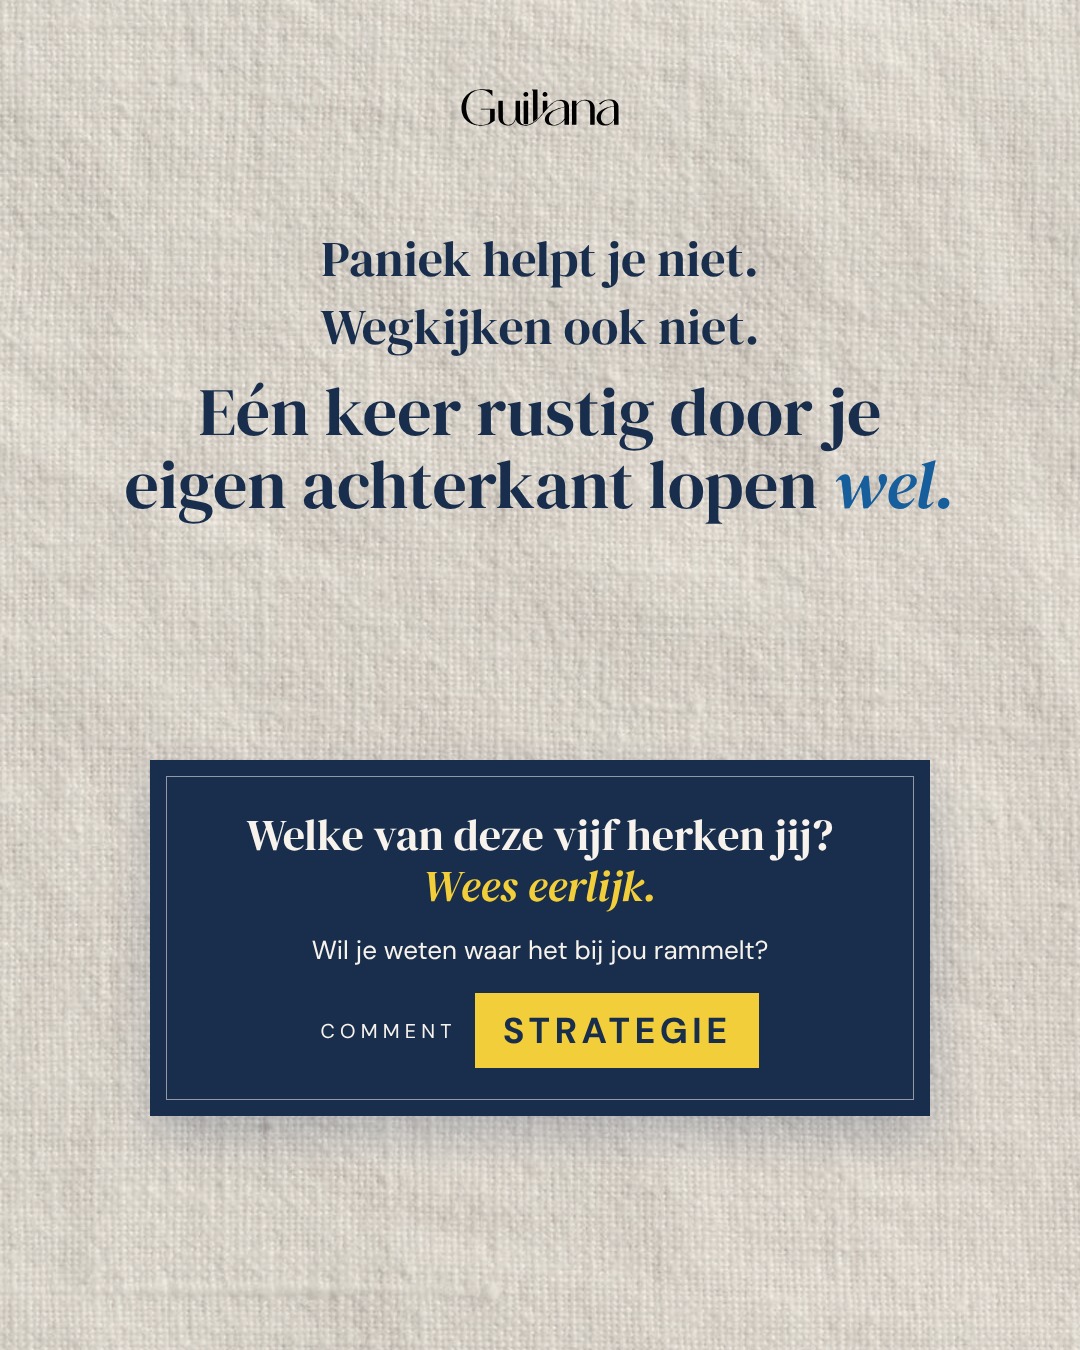 Guiliana
Paniek helpt je niet.
Wegkijken ook niet.
Eén keer rustig door je
eigen achterkant lopen wel.
Welke van deze vijf herken jij?
Wees eerlijk.
Wil je weten waar het bij jou rammelt?
COMMENT STRATEGIE